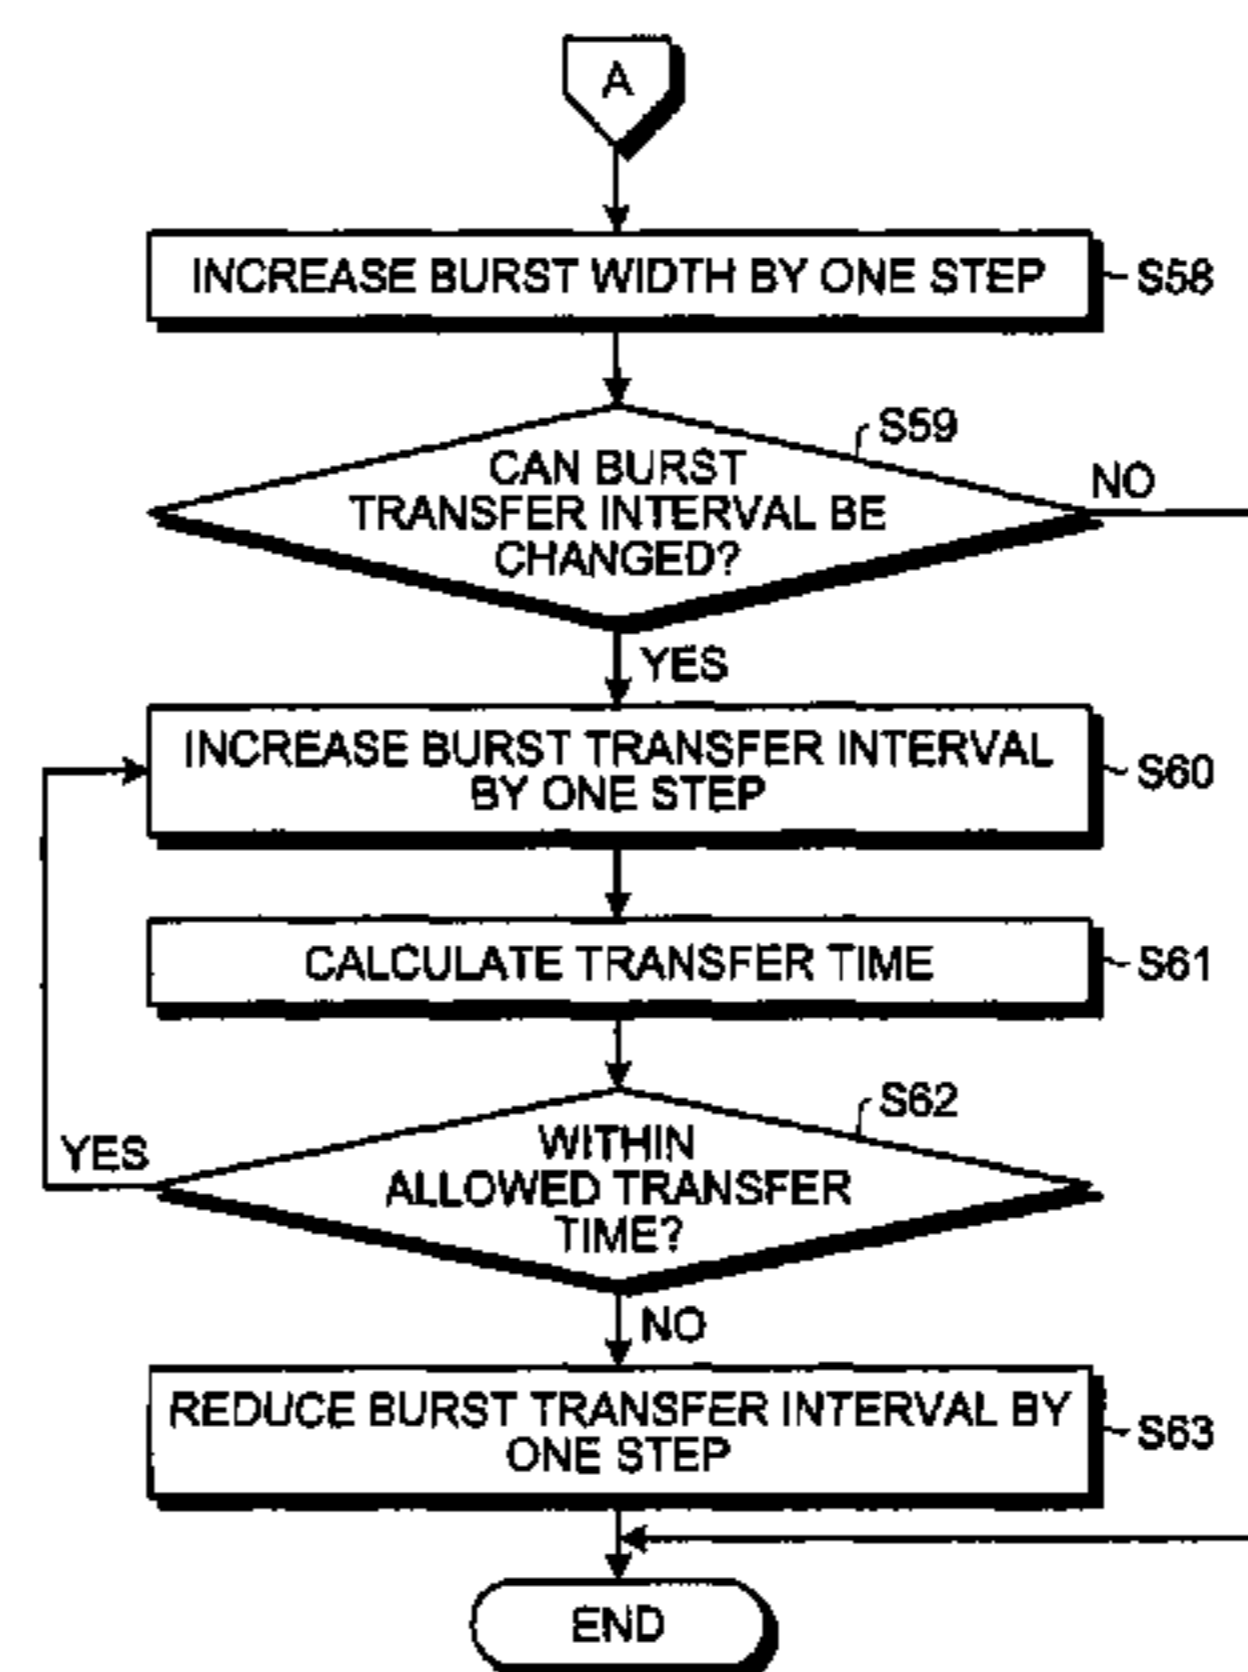 A
INCREASE BURST WIDTH BY ONE STEP
S58
S59
CAN BURST
TRANSFER INTERVAL BE
CHANGED?
NO
YES
INCREASE BURST TRANSFER INTERVAL
BY ONE STEP
S60
CALCULATE TRANSFER TIME
S61
S62
WITHIN
ALLOWED TRANSFER
TIME?
YES
NO
REDUCE BURST TRANSFER INTERVAL BY
ONE STEP
S63
END